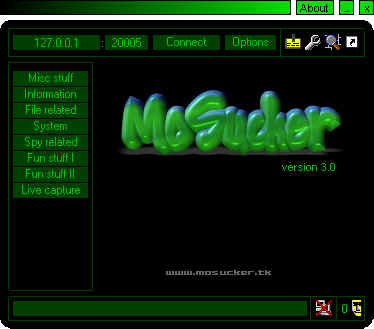 About _ x
127.0.0.1 : 20005 Connect Options
Misc stuff
Information
File related
System
Spy related
Fun stuff I
Fun stuff II
Live capture
MoSucker
version 3.0
www.mosucker.tk
0